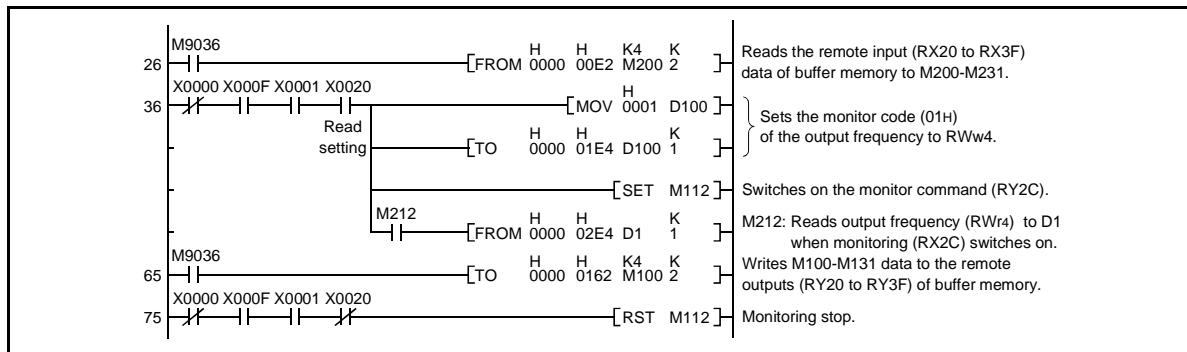 M9036
26
H H K4 K
FROM 0000 00E2 M200 2
Reads the remote input (RX20 to RX3F)
data of buffer memory to M200-M231.
X0000 X000F X0001 X0020
36
H
MOV 0001 D100
Read
setting
H H K
TO 0000 01E4 D100 1
Sets the monitor code (01H)
of the output frequency to RWw4.
SET M112
Switches on the monitor command (RY2C).
M212
H H K
FROM 0000 02E4 D1 1
M212: Reads output frequency (RWr4) to D1
when monitoring (RX2C) switches on.
M9036
65
H H K4 K
TO 0000 0162 M100 2
Writes M100-M131 data to the remote
outputs (RY20 to RY3F) of buffer memory.
X0000 X000F X0001 X0020
75
RST M112
Monitoring stop.